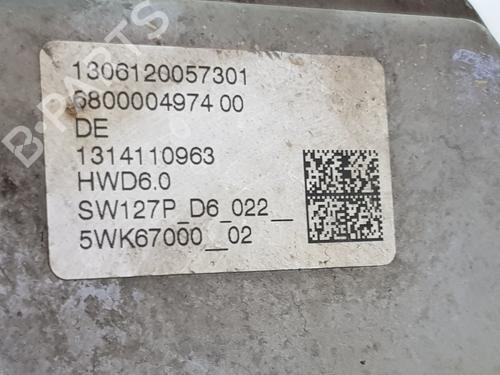 1306120057301
6800004974 00
DE
1314110963
HWD6.0
SW127P_D6_022__
5WK67000__02
B-PARTS